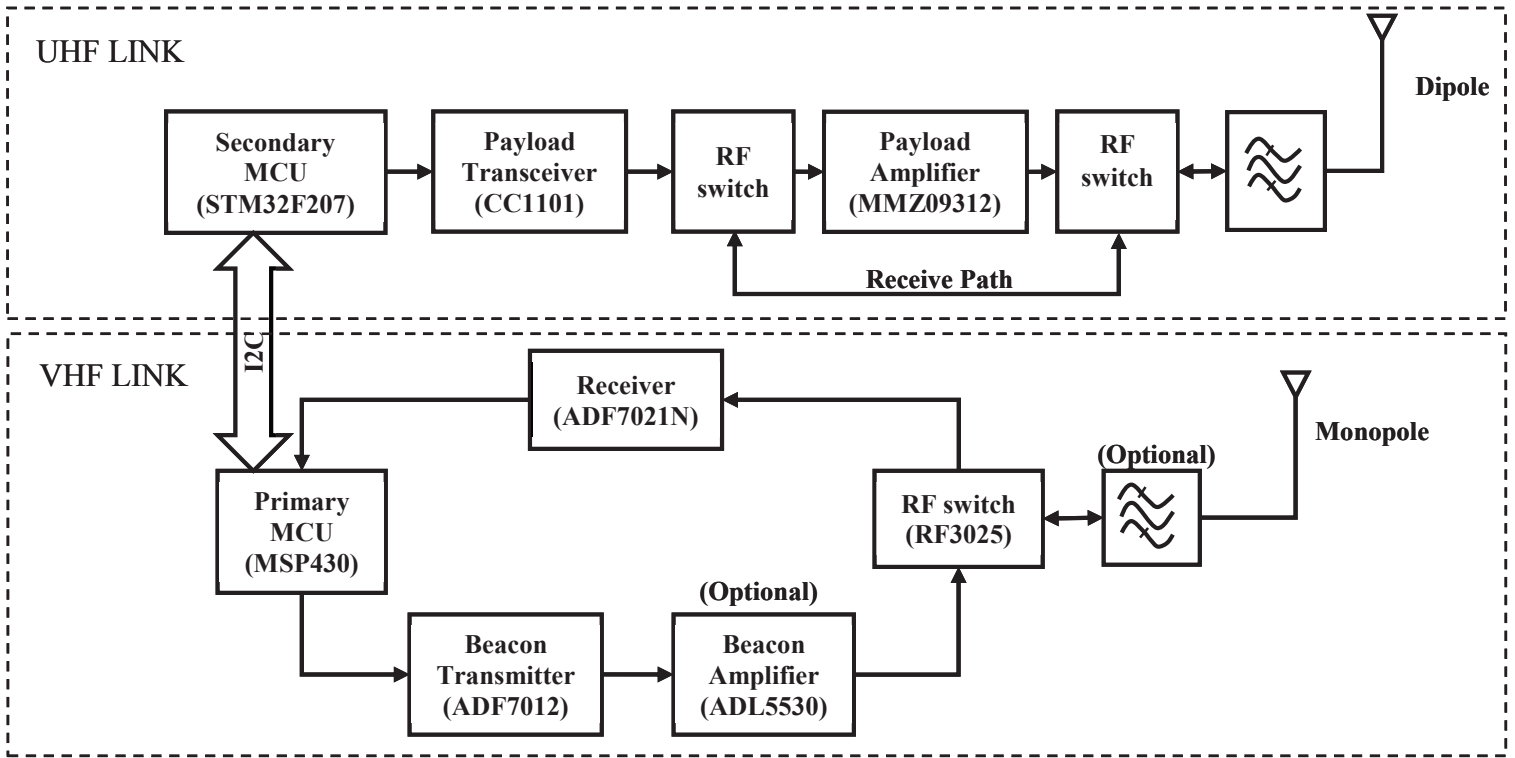 UHF LINK
Dipole
Secondary
MCU
(STM32F207)
Payload
Transceiver
(CC1101)
RF
switch
Payload
Amplifier
(MMZ09312)
RF
switch
Receive Path
I2C
VHF LINK
Receiver
(ADF7021N)
Monopole
(Optional)
Primary
MCU
(MSP430)
RF switch
(RF3025)
(Optional)
Beacon
Transmitter
(ADF7012)
Beacon
Amplifier
(ADL5530)